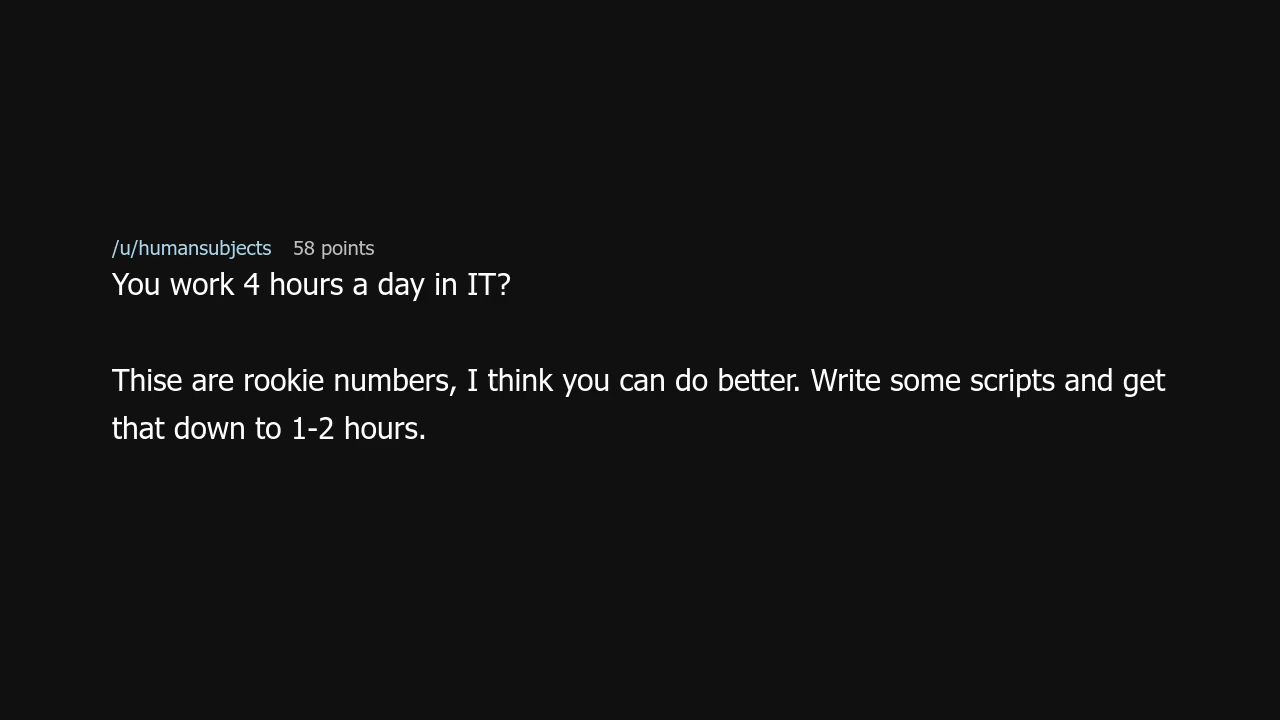 /u/humansubjects 58 points
You work 4 hours a day in IT?
Thise are rookie numbers, I think you can do better. Write some scripts and get
that down to 1-2 hours.